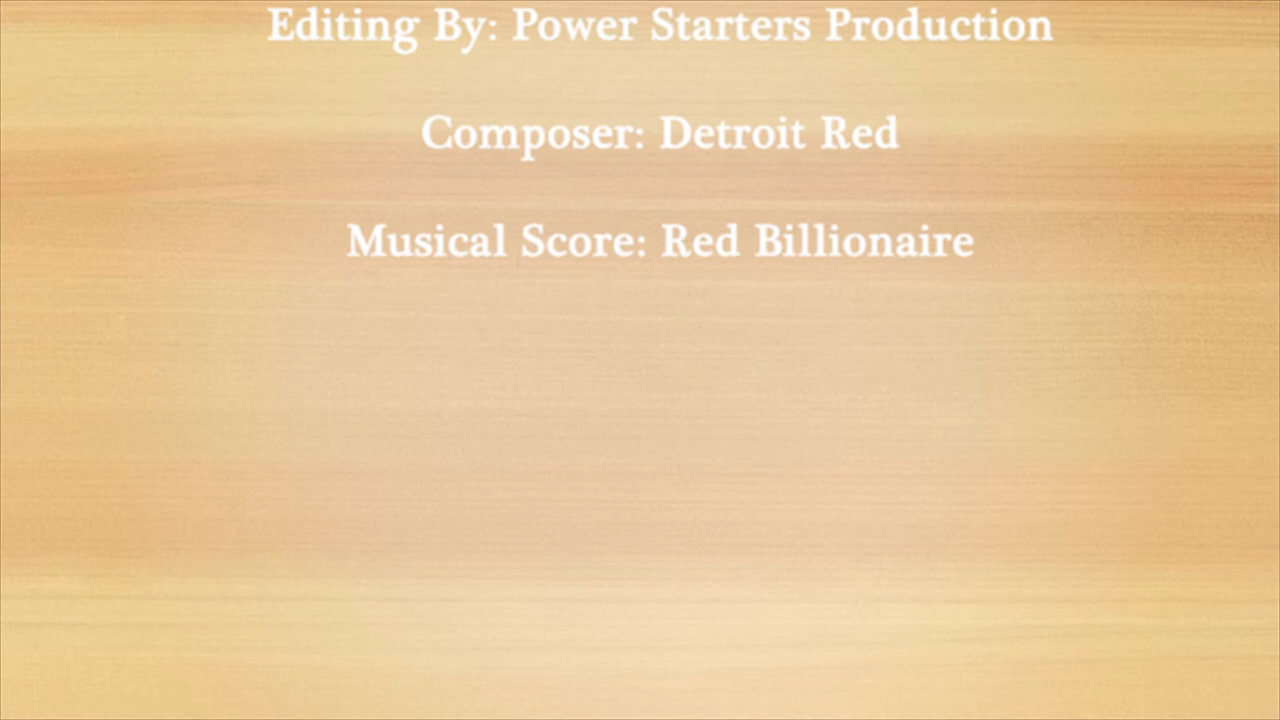 Editing By: Power Starters Production
Composer: Detroit Red
Musical Score: Red Billionaire